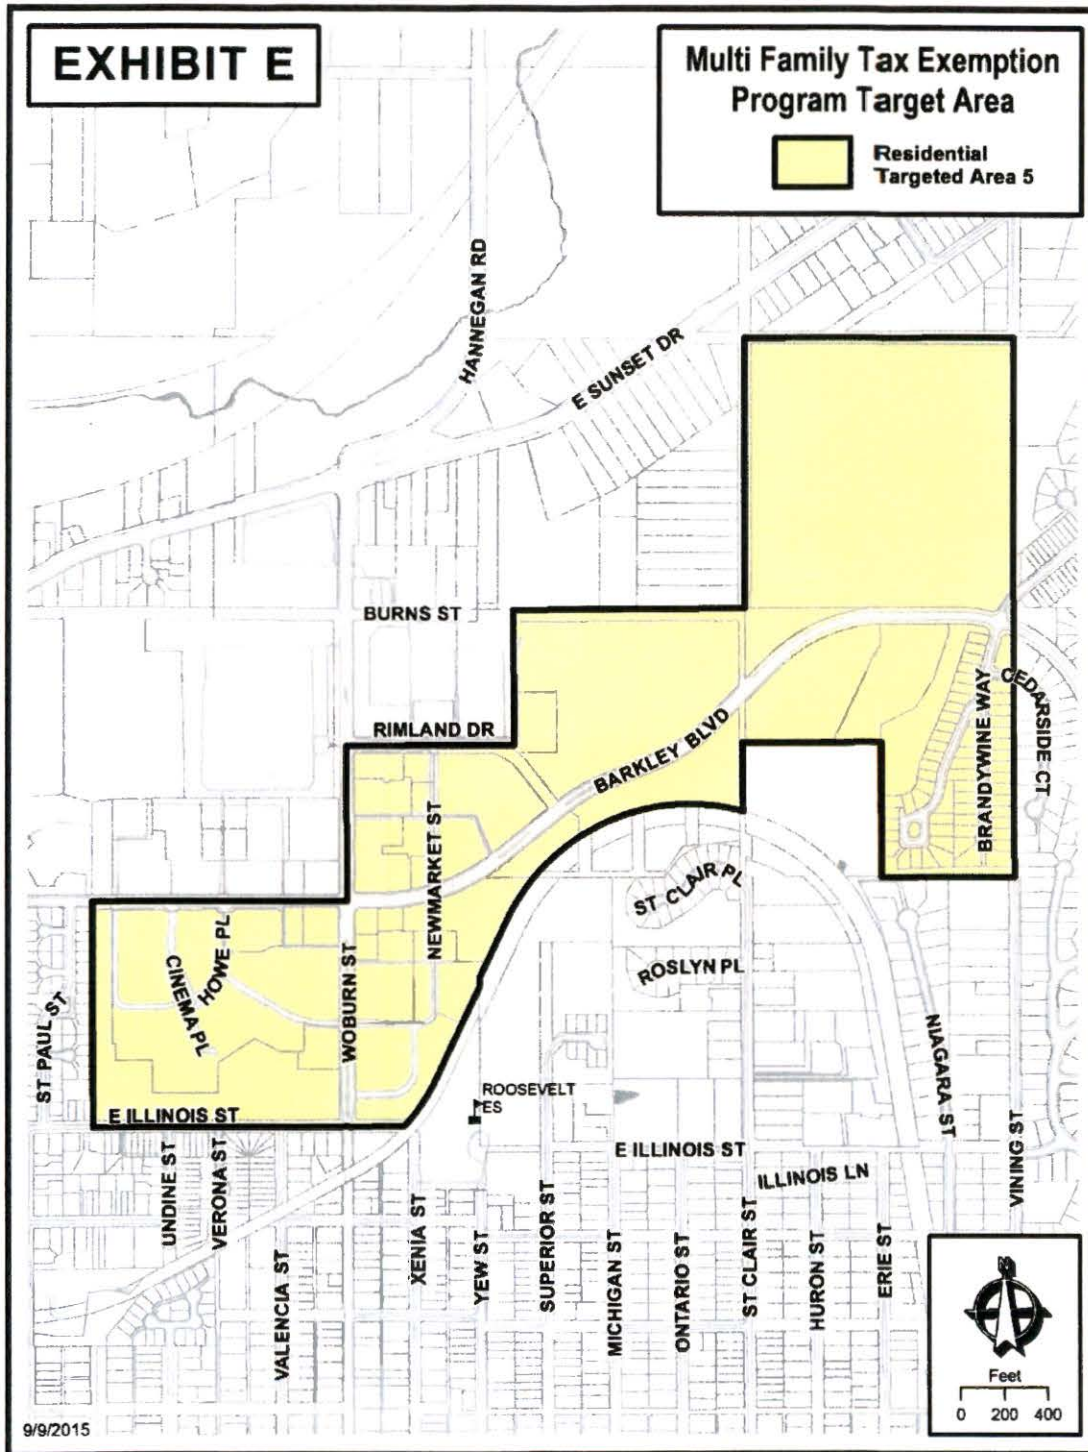 EXHIBIT E
Multi Family Tax Exemption
Program Target Area
Residential
Targeted Area 5
HANNEGAN RD
E SUNSET DR
BURNS ST
RIMLAND DR
BARKLEY BLVD
NEWMARKET ST
BRANDYWINE WAY
CEDARSIDE CT
ST CLAIR PL
ROSLYN PL
HOWE PL
CINEMA PL
WOBURN ST
ST PAUL ST
E ILLINOIS ST
ROOSEVELT
ES
NIAGARA ST
VINING ST
E ILLINOIS ST
ILLINOIS LN
UNDINE ST
VERONA ST
VALENCIA ST
XENIA ST
YEW ST
SUPERIOR ST
MICHIGAN ST
ONTARIO ST
ST CLAIR ST
HURON ST
ERIE ST
N
Feet
0 200 400
9/9/2015